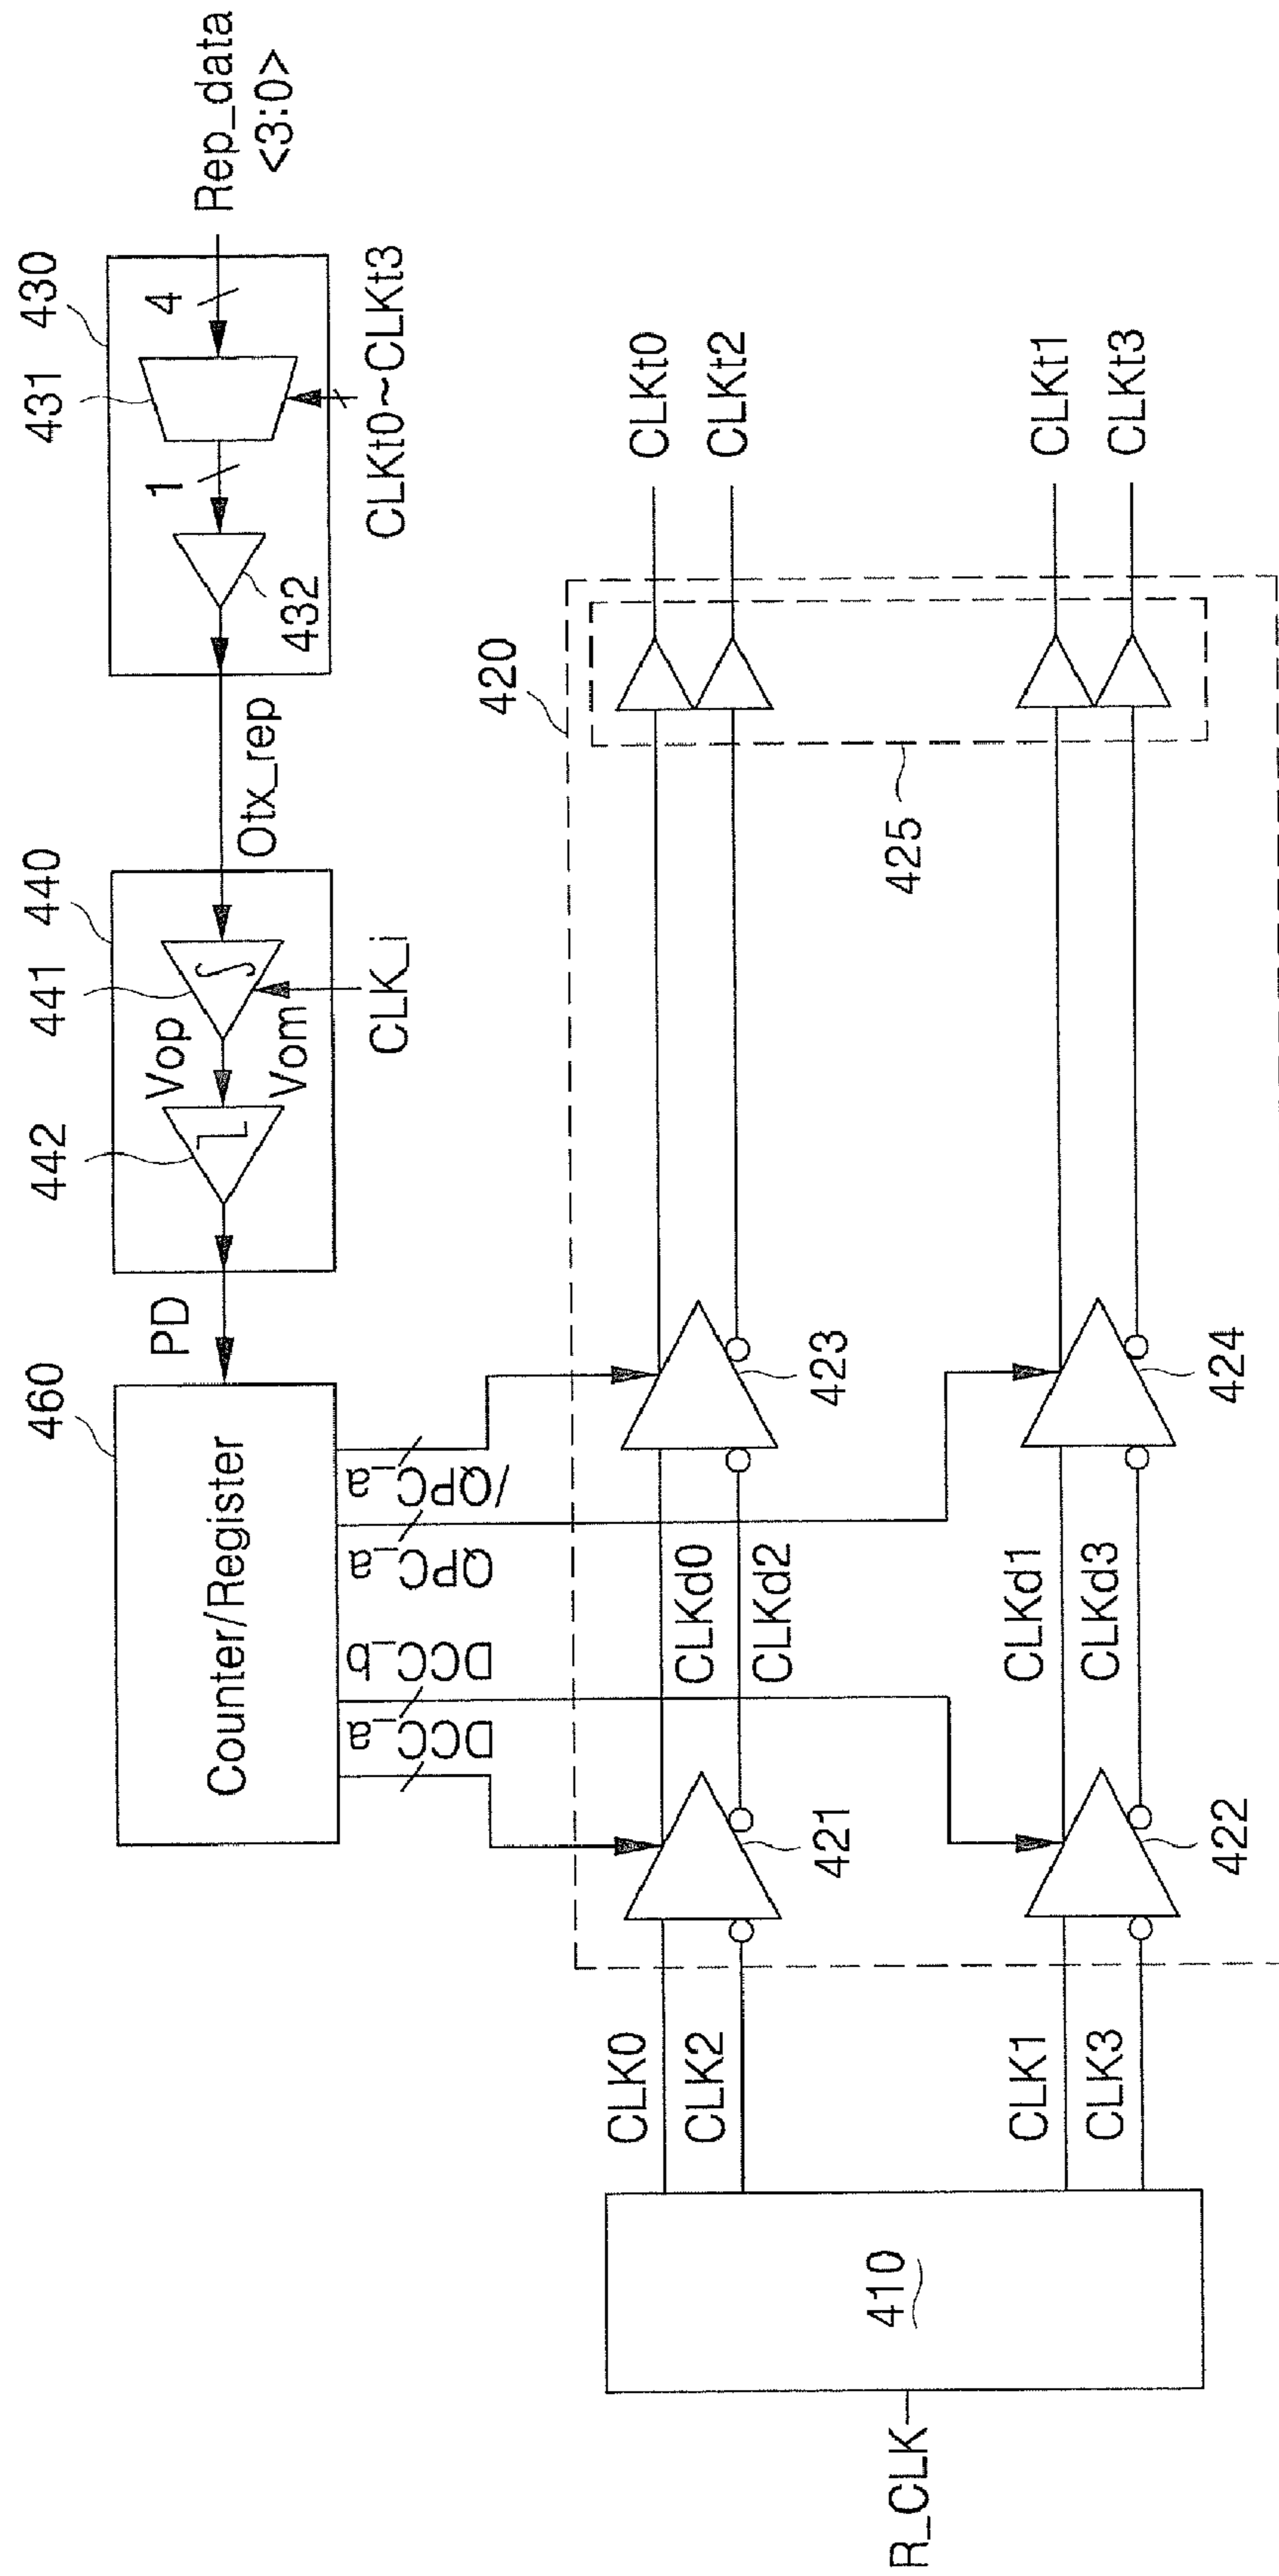 460
Counter/Register
PD
440
442
441
Vop
Vom
CLK_i
Otx_rep
430
431
432
1
4
CLKt0~CLKt3
Rep_data
<3:0>
DCC_a
DCC_b
QPC_a
/QPC_a
420
R_CLK
410
CLK0
CLK2
421
CLKd0
CLKd2
423
425
CLKt0
CLKt2
CLK1
CLK3
422
CLKd1
CLKd3
424
CLKt1
CLKt3